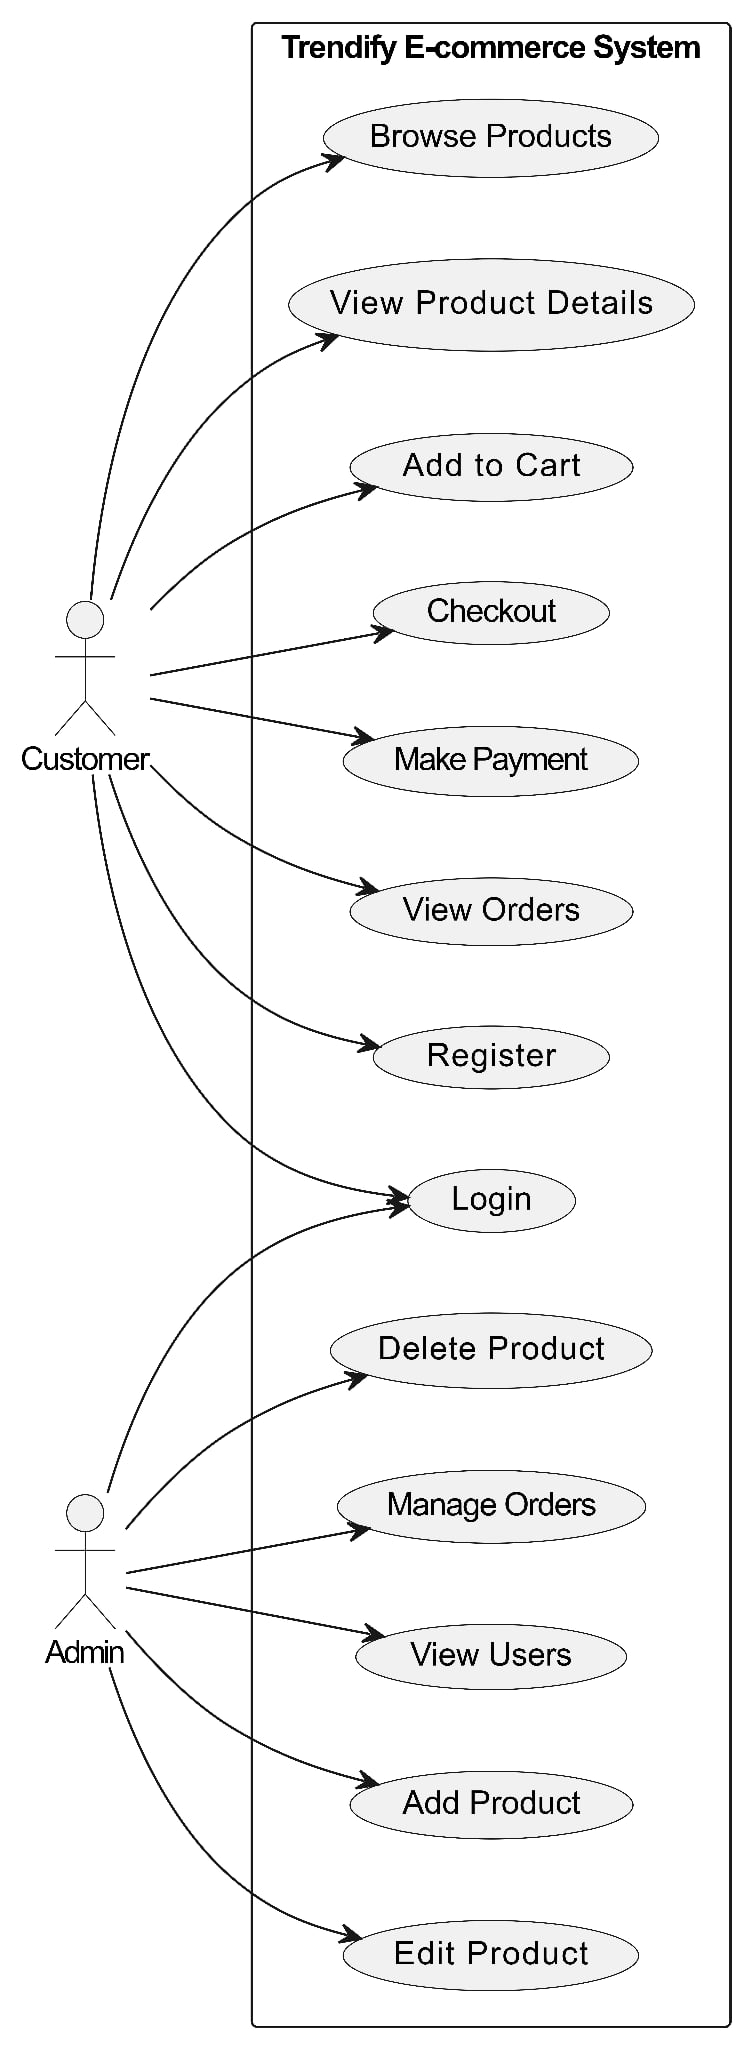 Trendify E-commerce System
Browse Products
View Product Details
Add to Cart
Checkout
Customer
Make Payment
View Orders
Register
Login
Delete Product
Manage Orders
Admin
View Users
Add Product
Edit Product